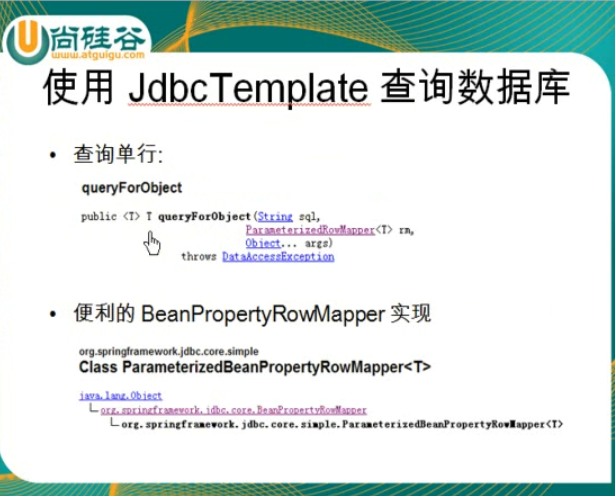 尚硅谷
www.atguigu.com
使用 JdbcTemplate 查询数据库
• 查询单行:
queryForObject
public <T> T queryForObject(String sql,
ParameterizedRowMapper<T> rm,
Object... args)
throws DataAccessException
• 便利的 BeanPropertyRowMapper 实现
org.springframework.jdbc.core.simple
Class ParameterizedBeanPropertyRowMapper<T>
java.lang.Object
org.springframework.jdbc.core.BeanPropertyRowMapper
org.springframework.jdbc.core.simple.ParameterizedBeanPropertyRowMapper<T>